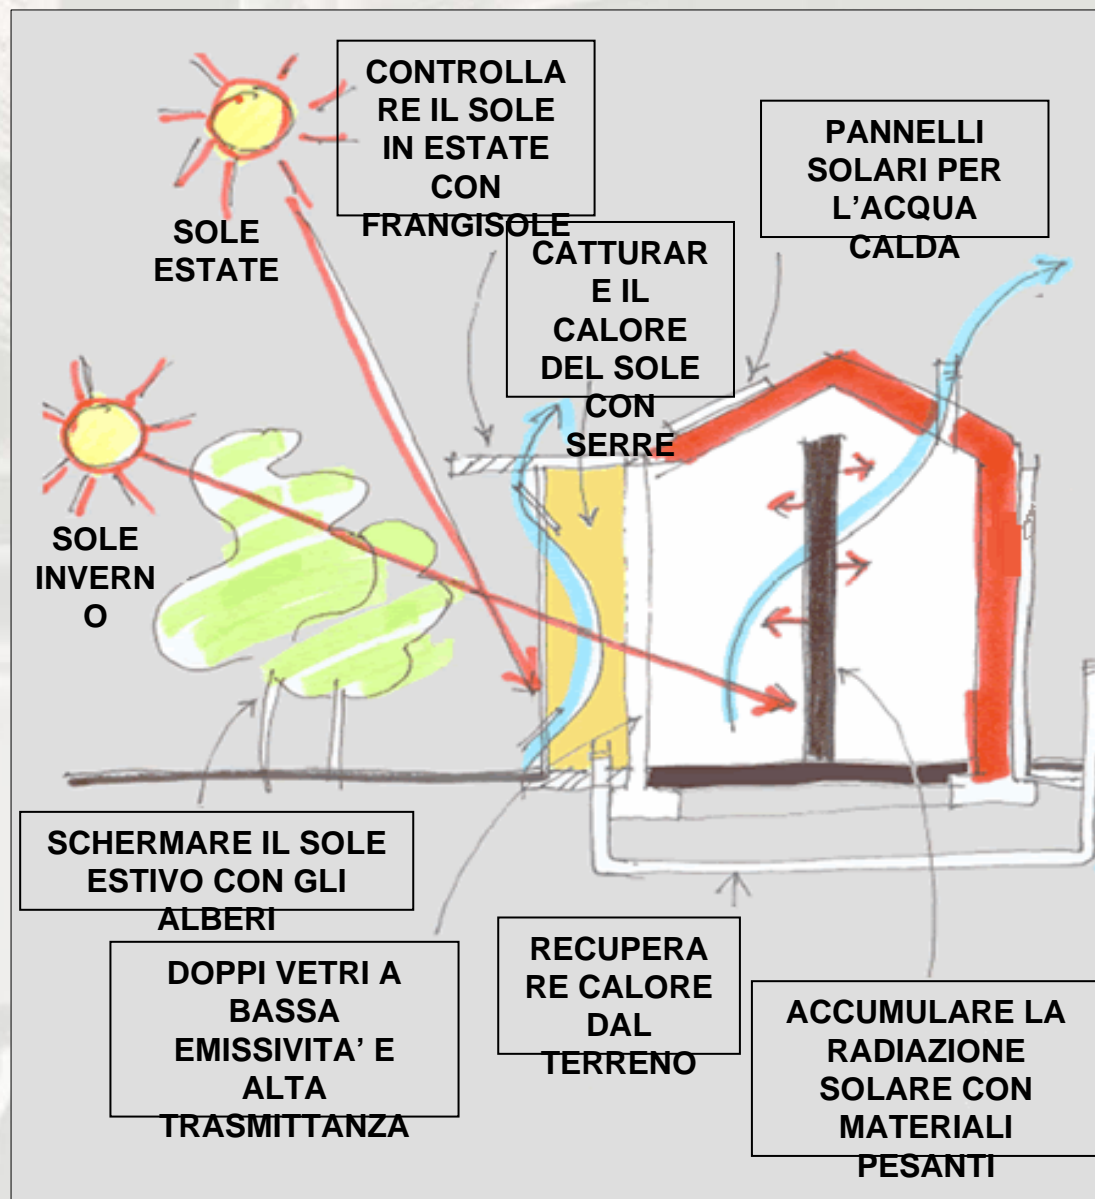 CONTROLLA
RE IL SOLE
IN ESTATE
CON
FRANGISOLE
PANNELLI
SOLARI PER
L’ACQUA
CALDA
SOLE
ESTATE
CATTURAR
E IL
CALORE
DEL SOLE
CON
SERRE
SOLE
INVERN
O
SCHERMARE IL SOLE
ESTIVO CON GLI
ALBERI
DOPPI VETRI A
BASSA
EMISSIVITA’ E
ALTA
TRASMITTANZA
RECUPERA
RE CALORE
DAL
TERRENO
ACCUMULARE LA
RADIAZIONE
SOLARE CON
MATERIALI
PESANTI